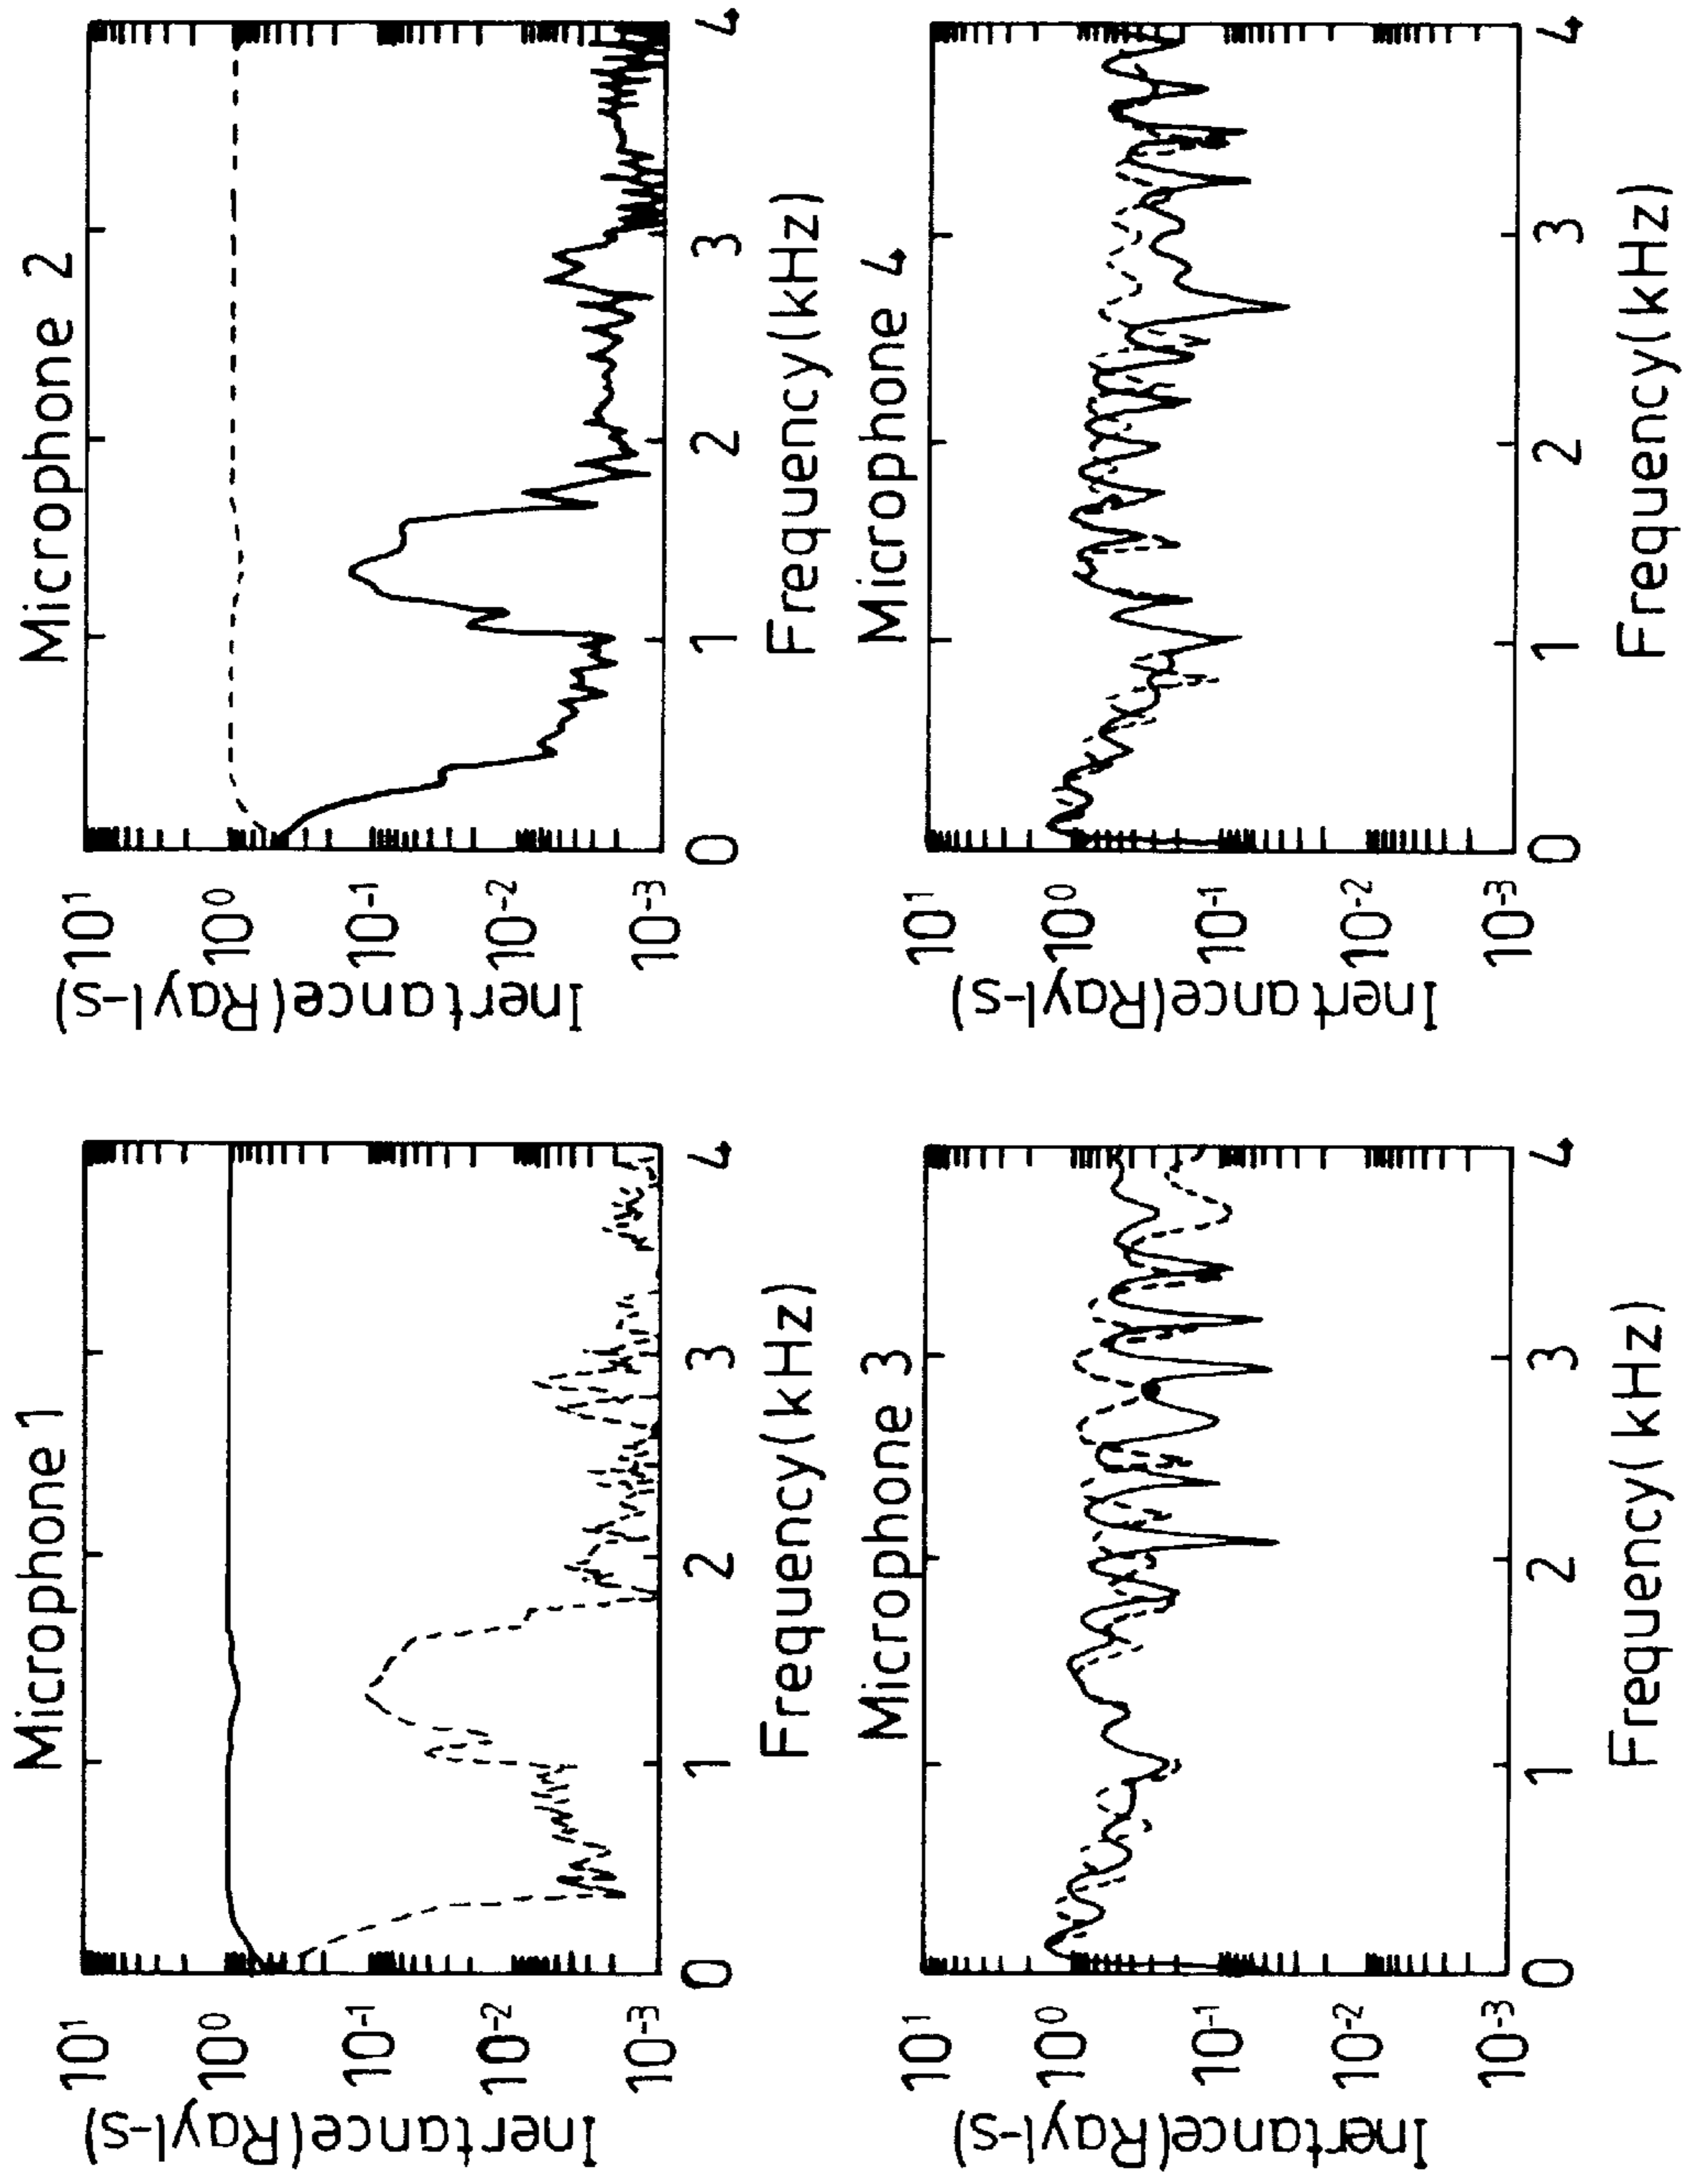 Microphone 1
Inertance(Rayl-s)
10¹
10⁰
10⁻¹
10⁻²
10⁻³
0 1 2 3 4
Frequency(kHz)
Microphone 2
Inertance(Rayl-s)
10¹
10⁰
10⁻¹
10⁻²
10⁻³
0 1 2 3 4
Frequency(kHz)
Microphone 3
Inertance(Rayl-s)
10¹
10⁰
10⁻¹
10⁻²
10⁻³
0 1 2 3 4
Frequency(kHz)
Microphone 4
Inertance(Rayl-s)
10¹
10⁰
10⁻¹
10⁻²
10⁻³
0 1 2 3 4
Frequency(kHz)